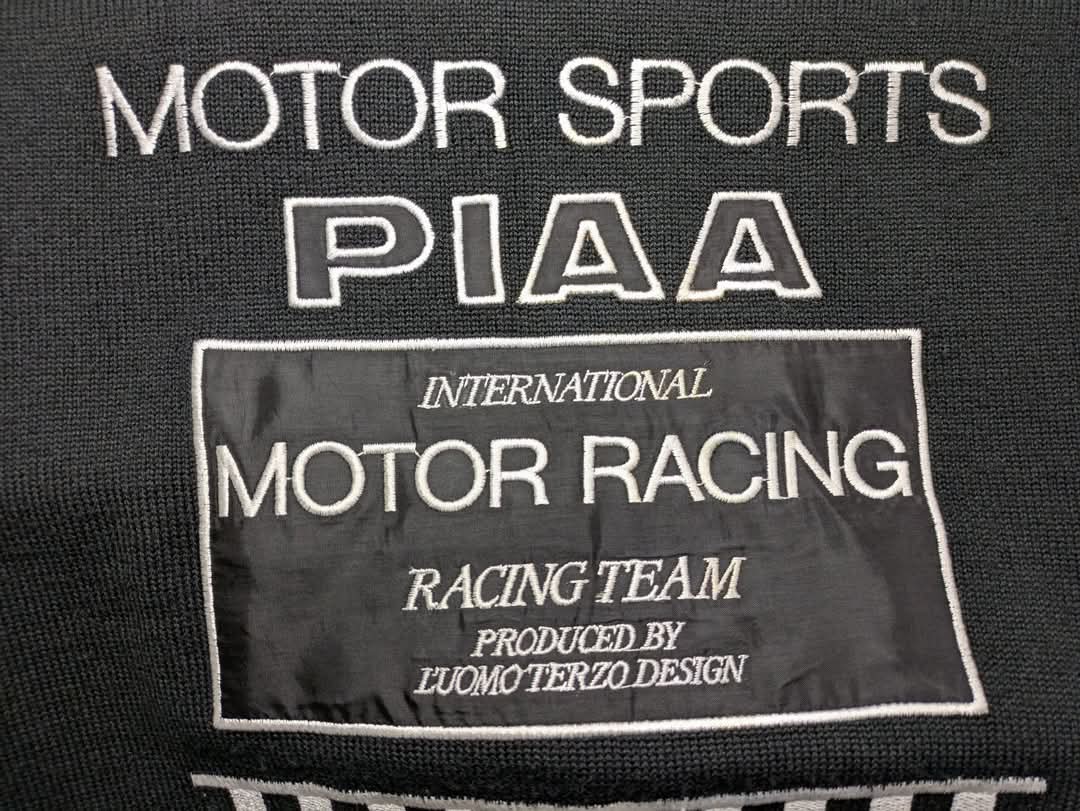 MOTOR SPORTS
PIAA
INTERNATIONAL
MOTOR RACING
RACING TEAM
PRODUCED BY
L'UOMO TERZO DESIGN